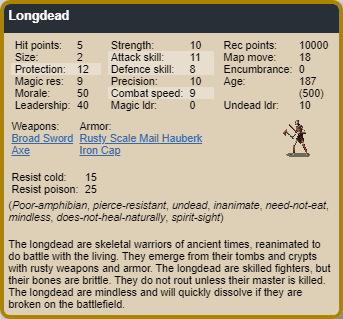 Longdead
Hit points: 5 Strength: 10 Rec points: 10000
Size: 2 Attack skill: 11 Map move: 18
Protection: 12 Defence skill: 8 Encumbrance: 0
Magic res: 9 Precision: 10 Age: 187
Morale: 50 Combat speed: 9 (500)
Leadership: 40 Magic ldr: 0 Undead ldr: 10
Weapons: Armor:
Broad Sword Rusty Scale Mail Hauberk
Axe Iron Cap
Resist cold: 15
Resist poison: 25
(Poor-amphibian, pierce-resistant, undead, inanimate, need-not-eat,
mindless, does-not-heal-naturally, spirit-sight)
The longdead are skeletal warriors of ancient times, reanimated to
do battle with the living. They emerge from their tombs and crypts
with rusty weapons and armor. The longdead are skilled fighters, but
their bones are brittle. They do not rout unless their master is killed.
The longdead are mindless and will quickly dissolve if they are
broken on the battlefield.